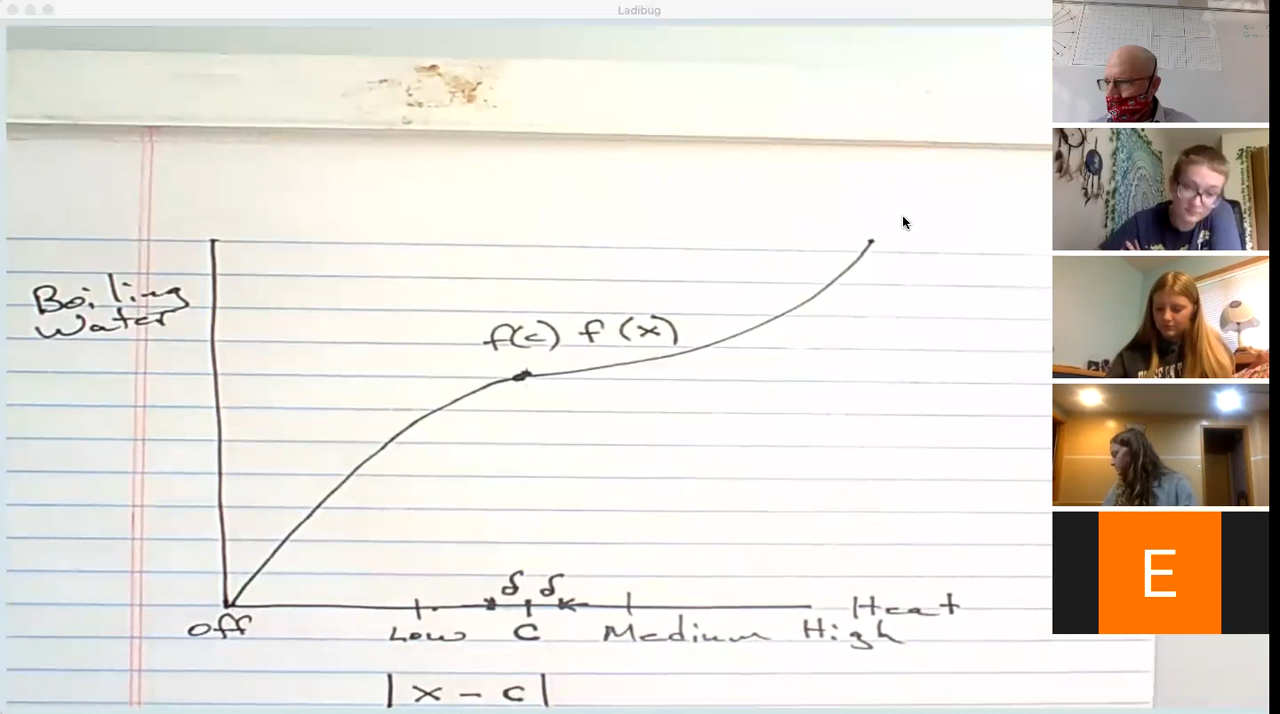 Ladibug
Boiling
Water
f(c) f(x)
δ δ
Heat
off
Low
C
Medium
High
|x - c|
E